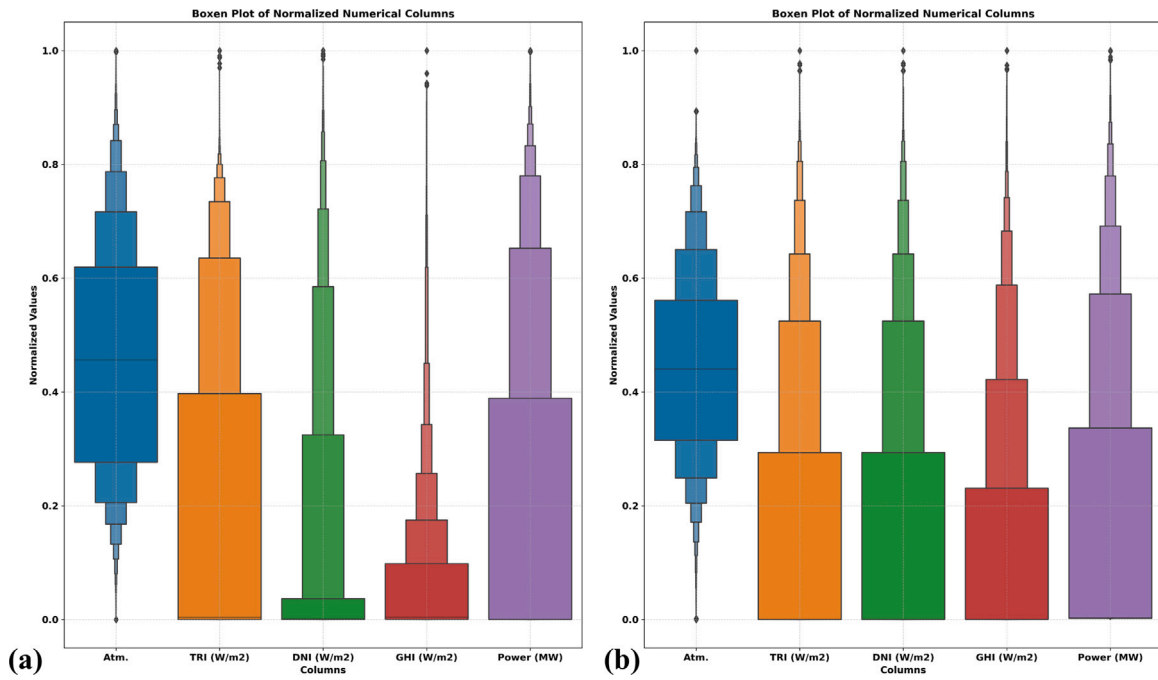 Boxen Plot of Normalized Numerical Columns
1.0
0.8
0.6
0.4
0.2
0.0
Normalized Values
Atm.
TRI (W/m2)
DNI (W/m2)
GHI (W/m2)
Power (MW)
Columns
(a)
Boxen Plot of Normalized Numerical Columns
1.0
0.8
0.6
0.4
0.2
0.0
Normalized Values
Atm.
TRI (W/m2)
DNI (W/m2)
GHI (W/m2)
Power (MW)
Columns
(b)